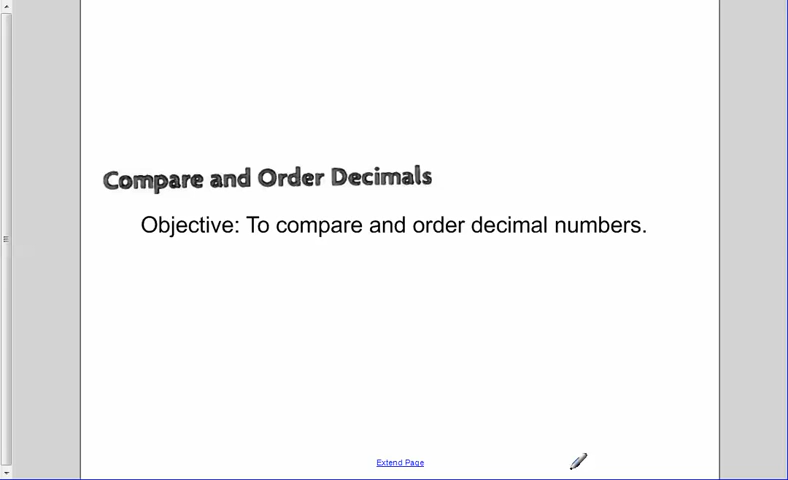 Compare and Order Decimals
Objective: To compare and order decimal numbers.
Extend Page